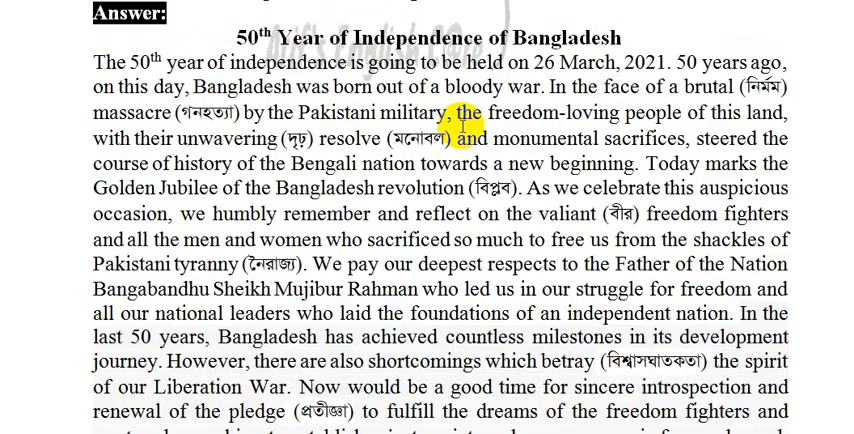 Answer:
50th Year of Independence of Bangladesh
The 50th year of independence is going to be held on 26 March, 2021. 50 years ago,
on this day, Bangladesh was born out of a bloody war. In the face of a brutal (নির্মম)
massacre (গনহত্যা) by the Pakistani military, the freedom-loving people of this land,
with their unwavering (দৃঢ়) resolve (মনোবল) and monumental sacrifices, steered the
course of history of the Bengali nation towards a new beginning. Today marks the
Golden Jubilee of the Bangladesh revolution (বিপ্লব). As we celebrate this auspicious
occasion, we humbly remember and reflect on the valiant (বীর) freedom fighters
and all the men and women who sacrificed so much to free us from the shackles of
Pakistani tyranny (নৈরাজ্য). We pay our deepest respects to the Father of the Nation
Bangabandhu Sheikh Mujibur Rahman who led us in our struggle for freedom and
all our national leaders who laid the foundations of an independent nation. In the
last 50 years, Bangladesh has achieved countless milestones in its development
journey. However, there are also shortcomings which betray (বিশ্বাসঘাতকতা) the spirit
of our Liberation War. Now would be a good time for sincere introspection and
renewal of the pledge (প্রতীজ্ঞা) to fulfill the dreams of the freedom fighters and